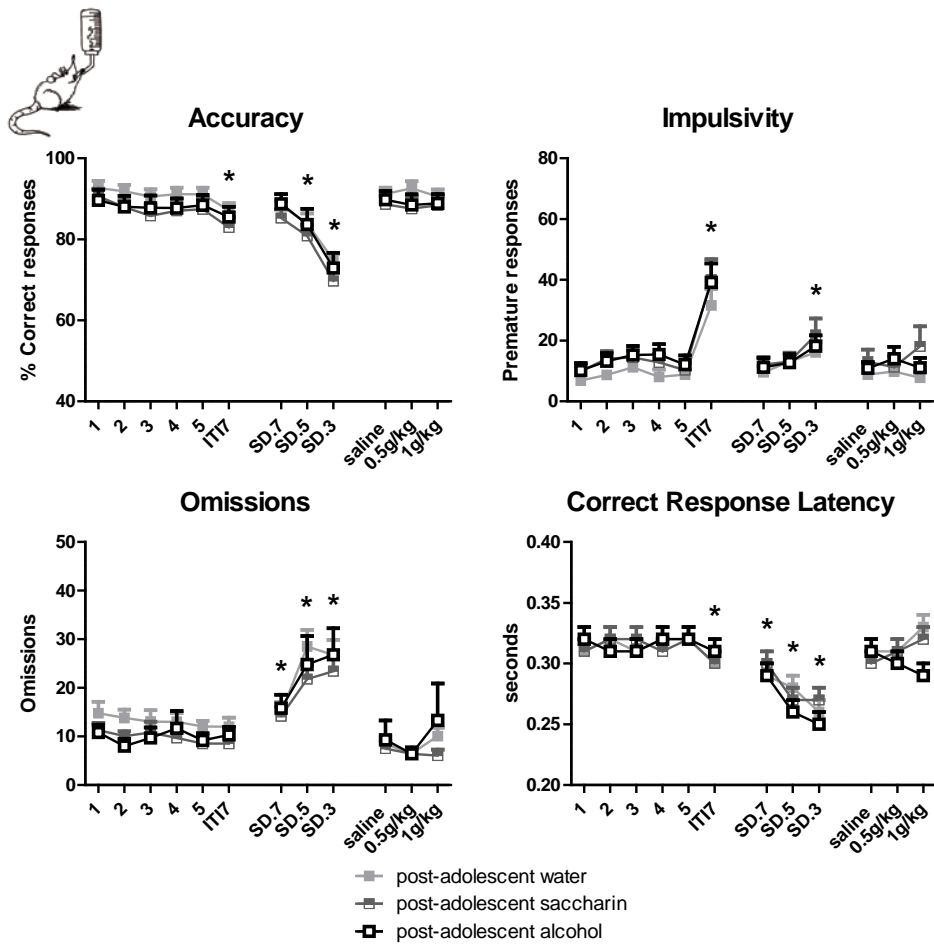 Accuracy
% Correct responses
100
80
60
40
1 2 3 4 5 ITI7 SD.7 SD.5 SD.3 saline 0.5g/kg 1g/kg
* * *
Impulsivity
Premature responses
80
60
40
20
0
1 2 3 4 5 ITI7 SD.7 SD.5 SD.3 saline 0.5g/kg 1g/kg
* *
Omissions
Omissions
50
40
30
20
10
0
1 2 3 4 5 ITI7 SD.7 SD.5 SD.3 saline 0.5g/kg 1g/kg
* * *
Correct Response Latency
seconds
0.40
0.35
0.30
0.25
0.20
1 2 3 4 5 ITI7 SD.7 SD.5 SD.3 saline 0.5g/kg 1g/kg
* * * *
post-adolescent water
post-adolescent saccharin
post-adolescent alcohol